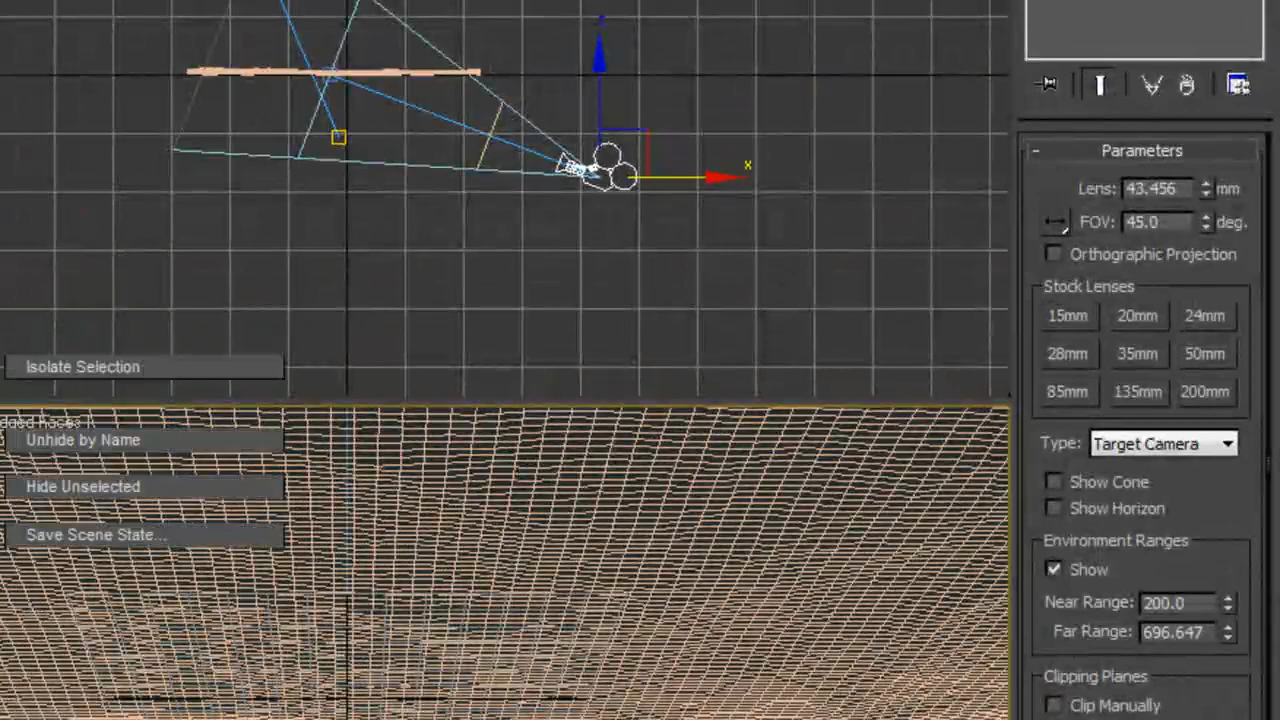 z
x
- Parameters
Lens: 43.456 mm
FOV: 45.0 deg.
Orthographic Projection
Stock Lenses
15mm 20mm 24mm
28mm 35mm 50mm
85mm 135mm 200mm
Type: Target Camera
Show Cone
Show Horizon
Environment Ranges
Show
Near Range: 200.0
Far Range: 696.647
Clipping Planes
Clip Manually
Isolate Selection
Unhide by Name
Hide Unselected
Save Scene State...